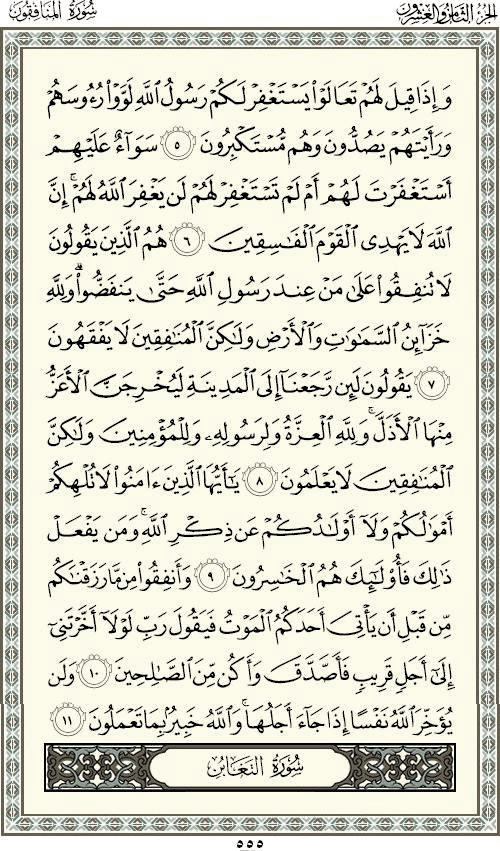 الجزء الثامن والعشرون
سورة المنافقون
وَإِذَا قِيلَ لَهُمْ تَعَالَوْا۟ يَسْتَغْفِرْ لَكُمْ رَسُولُ ٱللَّهِ لَوَّوْا۟ رُءُوسَهُمْ
وَرَأَيْتَهُمْ يَصُدُّونَ وَهُم مُّسْتَكْبِرُونَ ٥ سَوَآءٌ عَلَيْهِمْ
أَسْتَغْفَرْتَ لَهُمْ أَمْ لَمْ تَسْتَغْفِرْ لَهُمْ لَن يَغْفِرَ ٱللَّهُ لَهُمْ ۚ إِنَّ
ٱللَّهَ لَا يَهْدِى ٱلْقَوْمَ ٱلْفَـٰسِقِينَ ٦ هُمُ ٱلَّذِينَ يَقُولُونَ
لَا تُنفِقُوا۟ عَلَىٰ مَنْ عِندَ رَسُولِ ٱللَّهِ حَتَّىٰ يَنفَضُّوا۟ ۗ وَلِلَّهِ
خَزَآئِنُ ٱلسَّمَـٰوَٰتِ وَٱلْأَرْضِ وَلَـٰكِنَّ ٱلْمُنَـٰفِقِينَ لَا يَفْقَهُونَ
٧ يَقُولُونَ لَئِن رَّجَعْنَآ إِلَى ٱلْمَدِينَةِ لَيُخْرِجَنَّ ٱلْأَعَزُّ
مِنْهَا ٱلْأَذَلَّ ۚ وَلِلَّهِ ٱلْعِزَّةُ وَلِرَسُولِهِۦ وَلِلْمُؤْمِنِينَ وَلَـٰكِنَّ
ٱلْمُنَـٰفِقِينَ لَا يَعْلَمُونَ ٨ يَـٰٓأَيُّهَا ٱلَّذِينَ ءَامَنُوا۟ لَا تُلْهِكُمْ
أَمْوَٰلُكُمْ وَلَآ أَوْلَـٰدُكُمْ عَن ذِكْرِ ٱللَّهِ ۚ وَمَن يَفْعَلْ
ذَٰلِكَ فَأُو۟لَـٰٓئِكَ هُمُ ٱلْخَـٰسِرُونَ ٩ وَأَنفِقُوا۟ مِن مَّا رَزَقْنَـٰكُم
مِّن قَبْلِ أَن يَأْتِىَ أَحَدَكُمُ ٱلْمَوْتُ فَيَقُولَ رَبِّ لَوْلَآ أَخَّرْتَنِىٓ
إِلَىٰٓ أَجَلٍ قَرِيبٍ فَأَصَّدَّقَ وَأَكُن مِّنَ ٱلصَّـٰلِحِينَ ١٠ وَلَن
يُؤَخِّرَ ٱللَّهُ نَفْسًا إِذَا جَآءَ أَجَلُهَا ۚ وَٱللَّهُ خَبِيرٌۢ بِمَا تَعْمَلُونَ ١١
سورة التغابن
٥٥٥